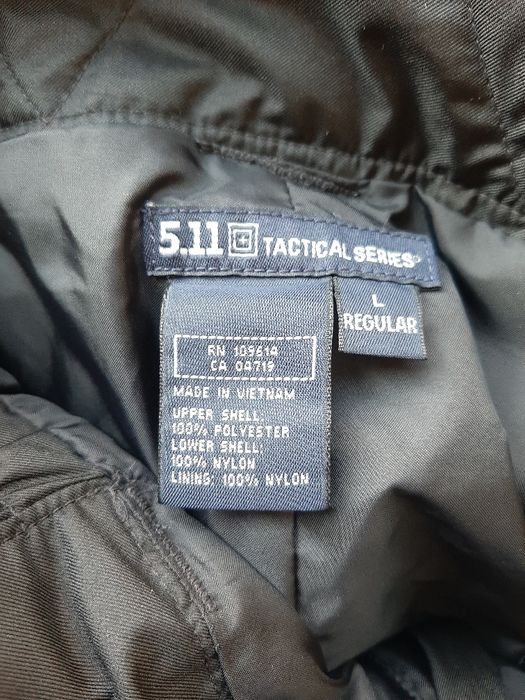 5.11 TACTICAL SERIES
L
REGULAR
RN 109614
CA 04719
MADE IN VIETNAM
UPPER SHELL:
100% POLYESTER
LOWER SHELL:
100% NYLON
LINING: 100% NYLON